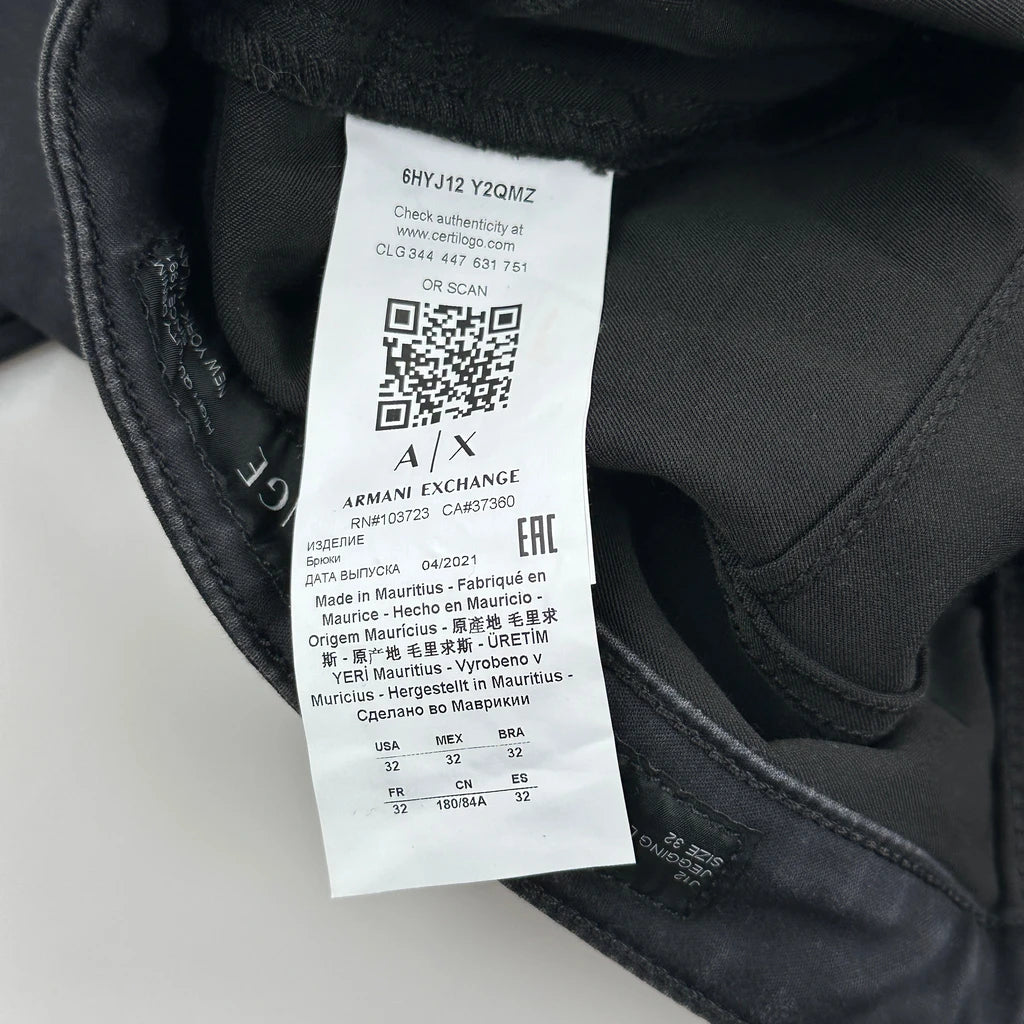 6HYJ12 Y2QMZ
Check authenticity at
www.certilogo.com
CLG 344 447 631 751
OR SCAN
A/X
ARMANI EXCHANGE
RN#103723 CA#37360
ИЗДЕЛИЕ
Брюки
EAC
ДАТА ВЫПУСКА 04/2021
Made in Mauritius - Fabriqué en
Maurice - Hecho en Mauricio -
Origem Maurícius - 原產地 毛里求
斯 - 原产地 毛里求斯 - ÜRETİM
YERİ Mauritius - Vyrobeno v
Muricius - Hergestellt in Mauritius -
Сделано во Маврикии
USA MEX BRA
32 32 32
FR CN ES
32 180/84A 32
J12
JEGGING
SIZE 32
NEW YO
NGE